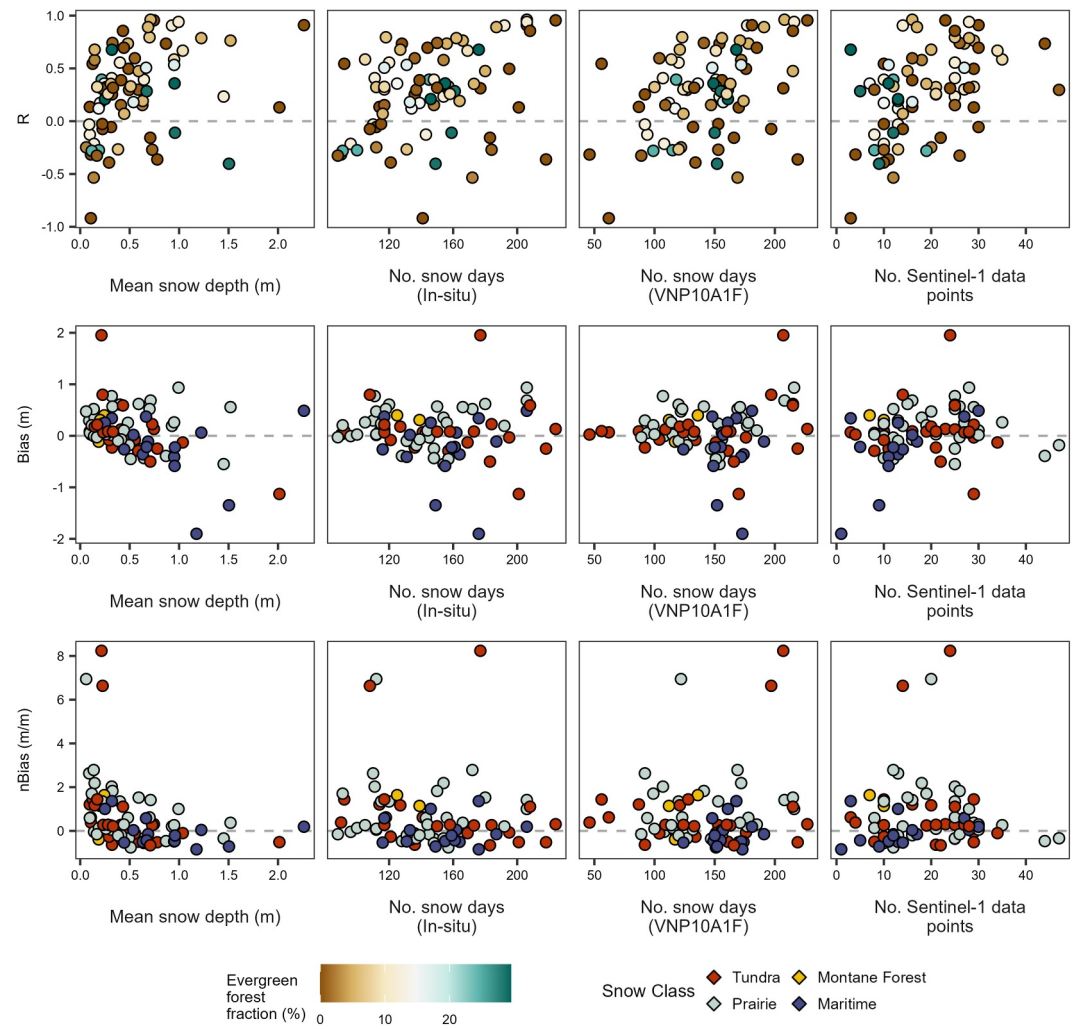 1.0
0.5
0.0
-0.5
-1.0
R
0.0 0.5 1.0 1.5 2.0
120 160 200
50 100 150 200
0 10 20 30 40
Mean snow depth (m)
No. snow days
(In-situ)
No. snow days
(VNP10A1F)
No. Sentinel-1 data
points
2
1
0
-1
-2
Bias (m)
0.0 0.5 1.0 1.5 2.0
120 160 200
50 100 150 200
0 10 20 30 40
Mean snow depth (m)
No. snow days
(In-situ)
No. snow days
(VNP10A1F)
No. Sentinel-1 data
points
8
6
4
2
0
nBias (m/m)
0.0 0.5 1.0 1.5 2.0
120 160 200
50 100 150 200
0 10 20 30 40
Mean snow depth (m)
No. snow days
(In-situ)
No. snow days
(VNP10A1F)
No. Sentinel-1 data
points
Evergreen
forest
fraction (%)
0 10 20
Snow Class
Tundra
Prairie
Montane Forest
Maritime